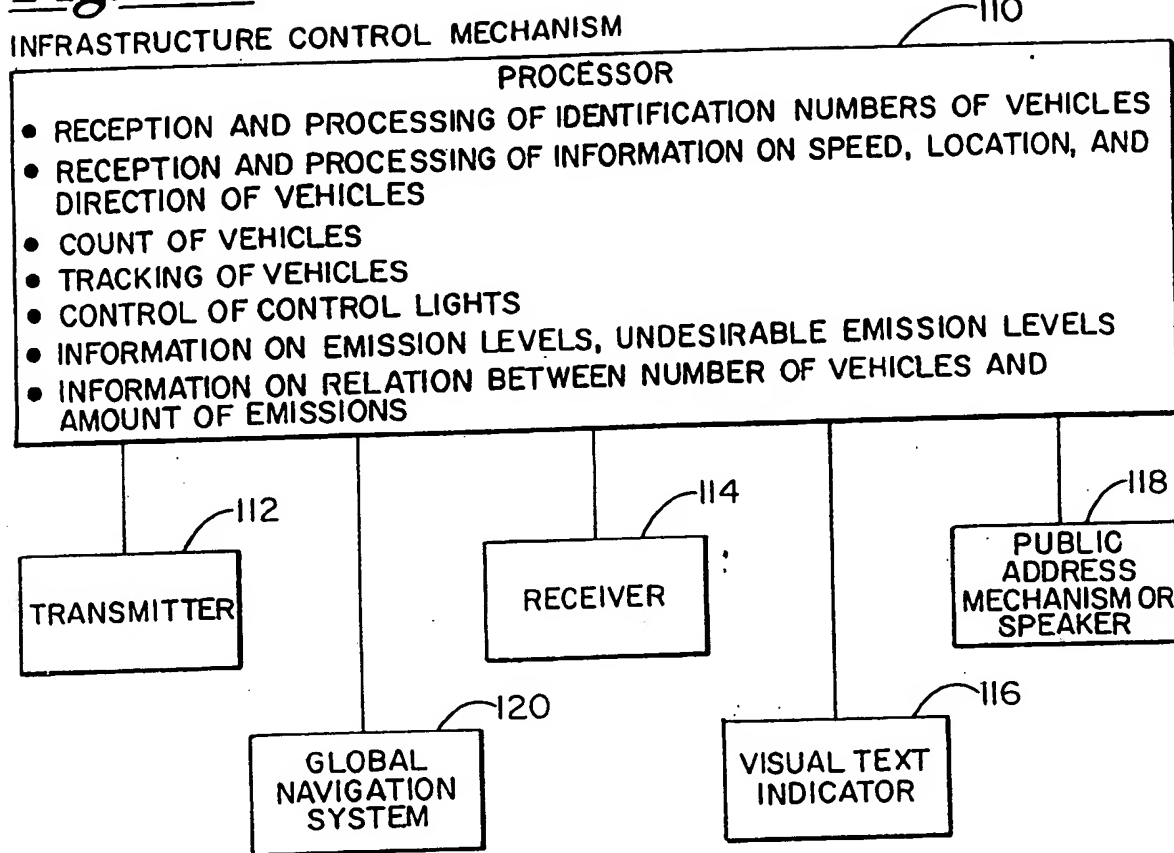 110
INFRASTRUCTURE CONTROL MECHANISM
PROCESSOR
• RECEPTION AND PROCESSING OF IDENTIFICATION NUMBERS OF VEHICLES
• RECEPTION AND PROCESSING OF INFORMATION ON SPEED, LOCATION, AND
DIRECTION OF VEHICLES
• COUNT OF VEHICLES
• TRACKING OF VEHICLES
• CONTROL OF CONTROL LIGHTS
• INFORMATION ON EMISSION LEVELS, UNDESIRABLE EMISSION LEVELS
• INFORMATION ON RELATION BETWEEN NUMBER OF VEHICLES AND
AMOUNT OF EMISSIONS
112
TRANSMITTER
114
RECEIVER
118
PUBLIC
ADDRESS
MECHANISM OR
SPEAKER
120
GLOBAL
NAVIGATION
SYSTEM
116
VISUAL TEXT
INDICATOR